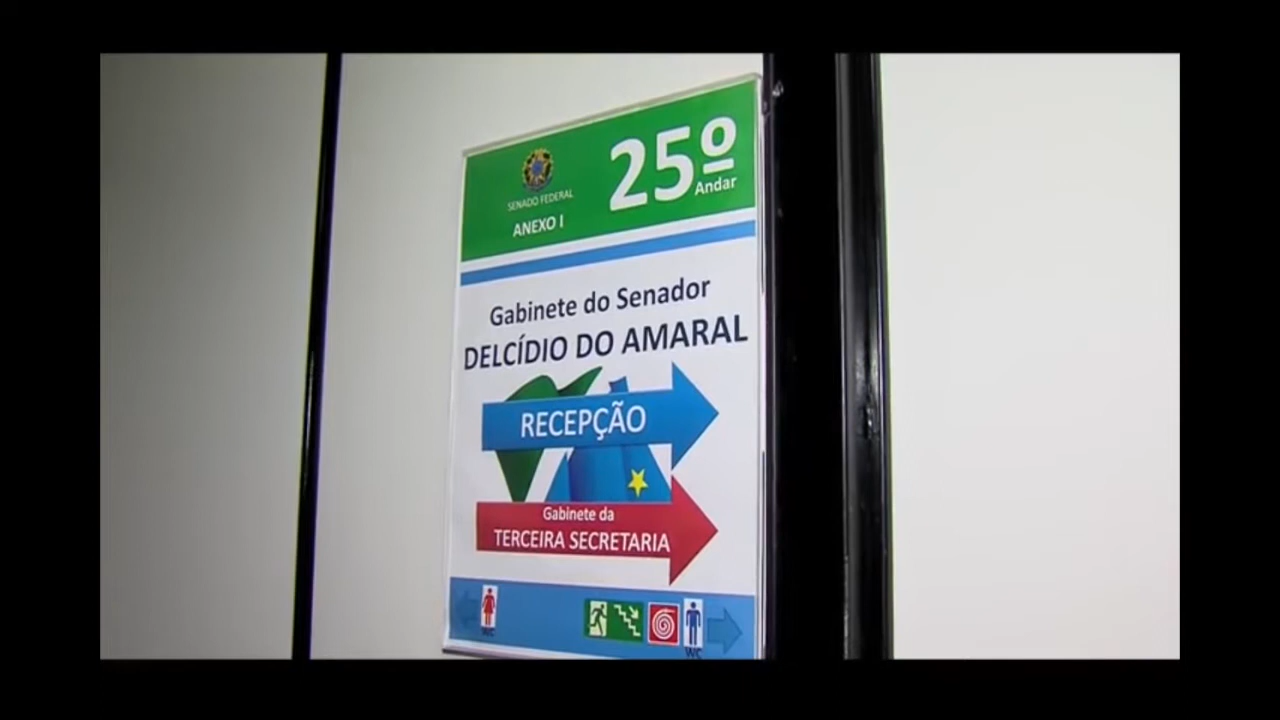 25º
Andar
SENADO FEDERAL
ANEXO I
Gabinete do Senador
DELCÍDIO DO AMARAL
RECEPÇÃO
Gabinete da
TERCEIRA SECRETARIA
WC
WC